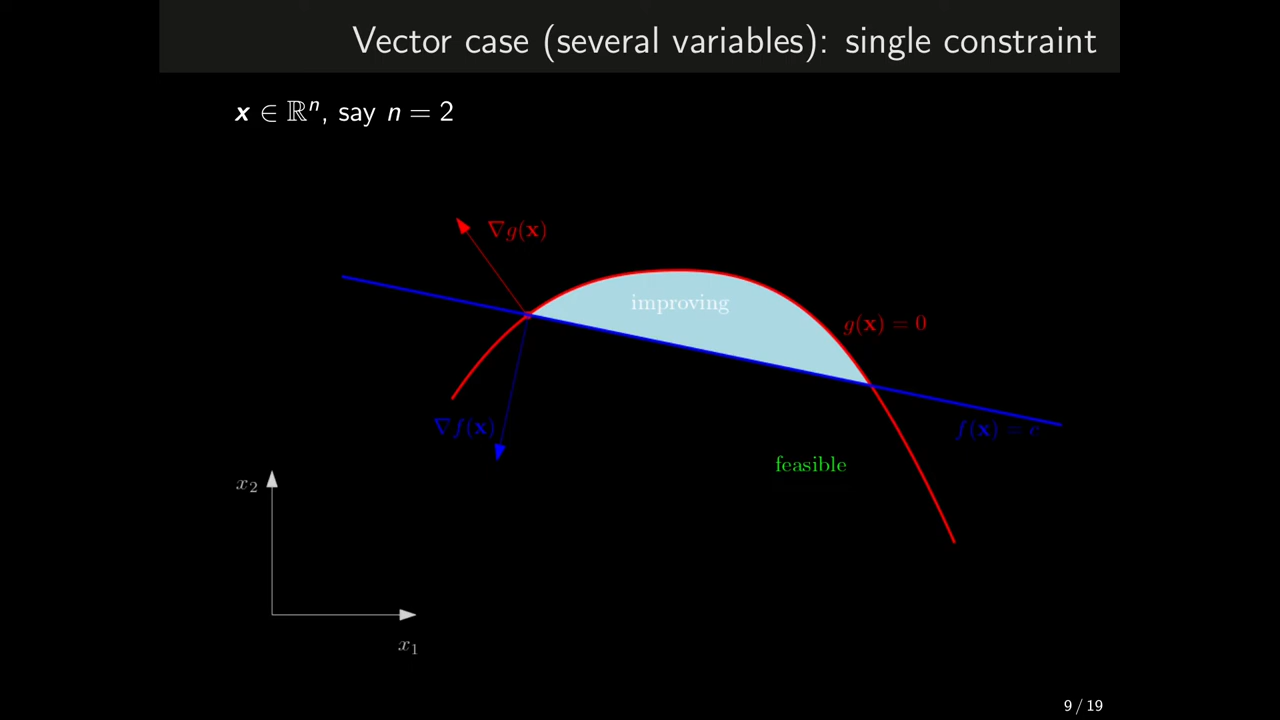 Vector case (several variables): single constraint
x ∈ ℝⁿ, say n = 2
∇g(x)
improving
g(x) = 0
∇f(x)
f(x) = c
feasible
x₂
x₁
9 / 19